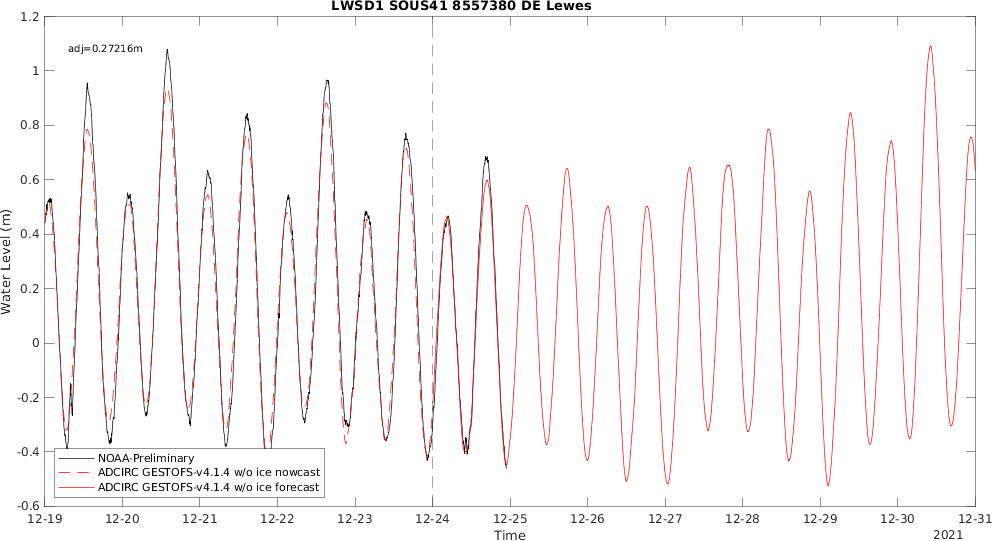 LWSD1 SOUS41 8557380 DE Lewes
adj=0.27216m
Water Level (m)
1.2
1
0.8
0.6
0.4
0.2
0
-0.2
-0.4
-0.6
NOAA-Preliminary
ADCIRC GESTOFS-v4.1.4 w/o ice nowcast
ADCIRC GESTOFS-v4.1.4 w/o ice forecast
12-19 12-20 12-21 12-22 12-23 12-24 12-25 12-26 12-27 12-28 12-29 12-30 12-31
Time
2021